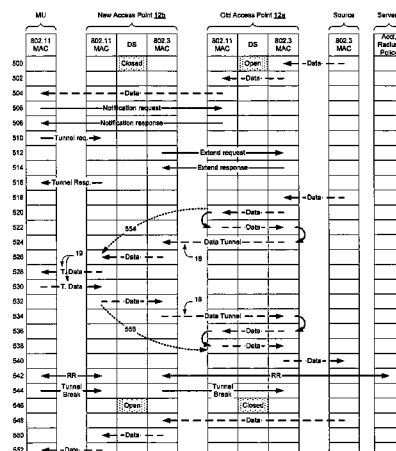 MU
New Access Point 12b
Old Access Point 12a
Source
Server
802.11 MAC
802.11 MAC
DS
802.3 MAC
802.11 MAC
DS
802.3 MAC
802.3 MAC
Radius
Policy
500
Closed
Open
Data
502
Data
504
Data
506
Notification request
508
Notification response
510
Tunnel req.
512
Extend request
514
Extend response
516
Tunnel Resp.
518
Data
520
Data
554
522
Data
524
Data Tunnel
19
526
Data
18
528
T. Data
530
T. Data
532
Data
18
534
Data Tunnel
536
Data
538
Data
540
Data
542
RR
RR
544
Tunnel Break
Tunnel Break
546
Open
Closed
548
Data
550
Data
552
Data